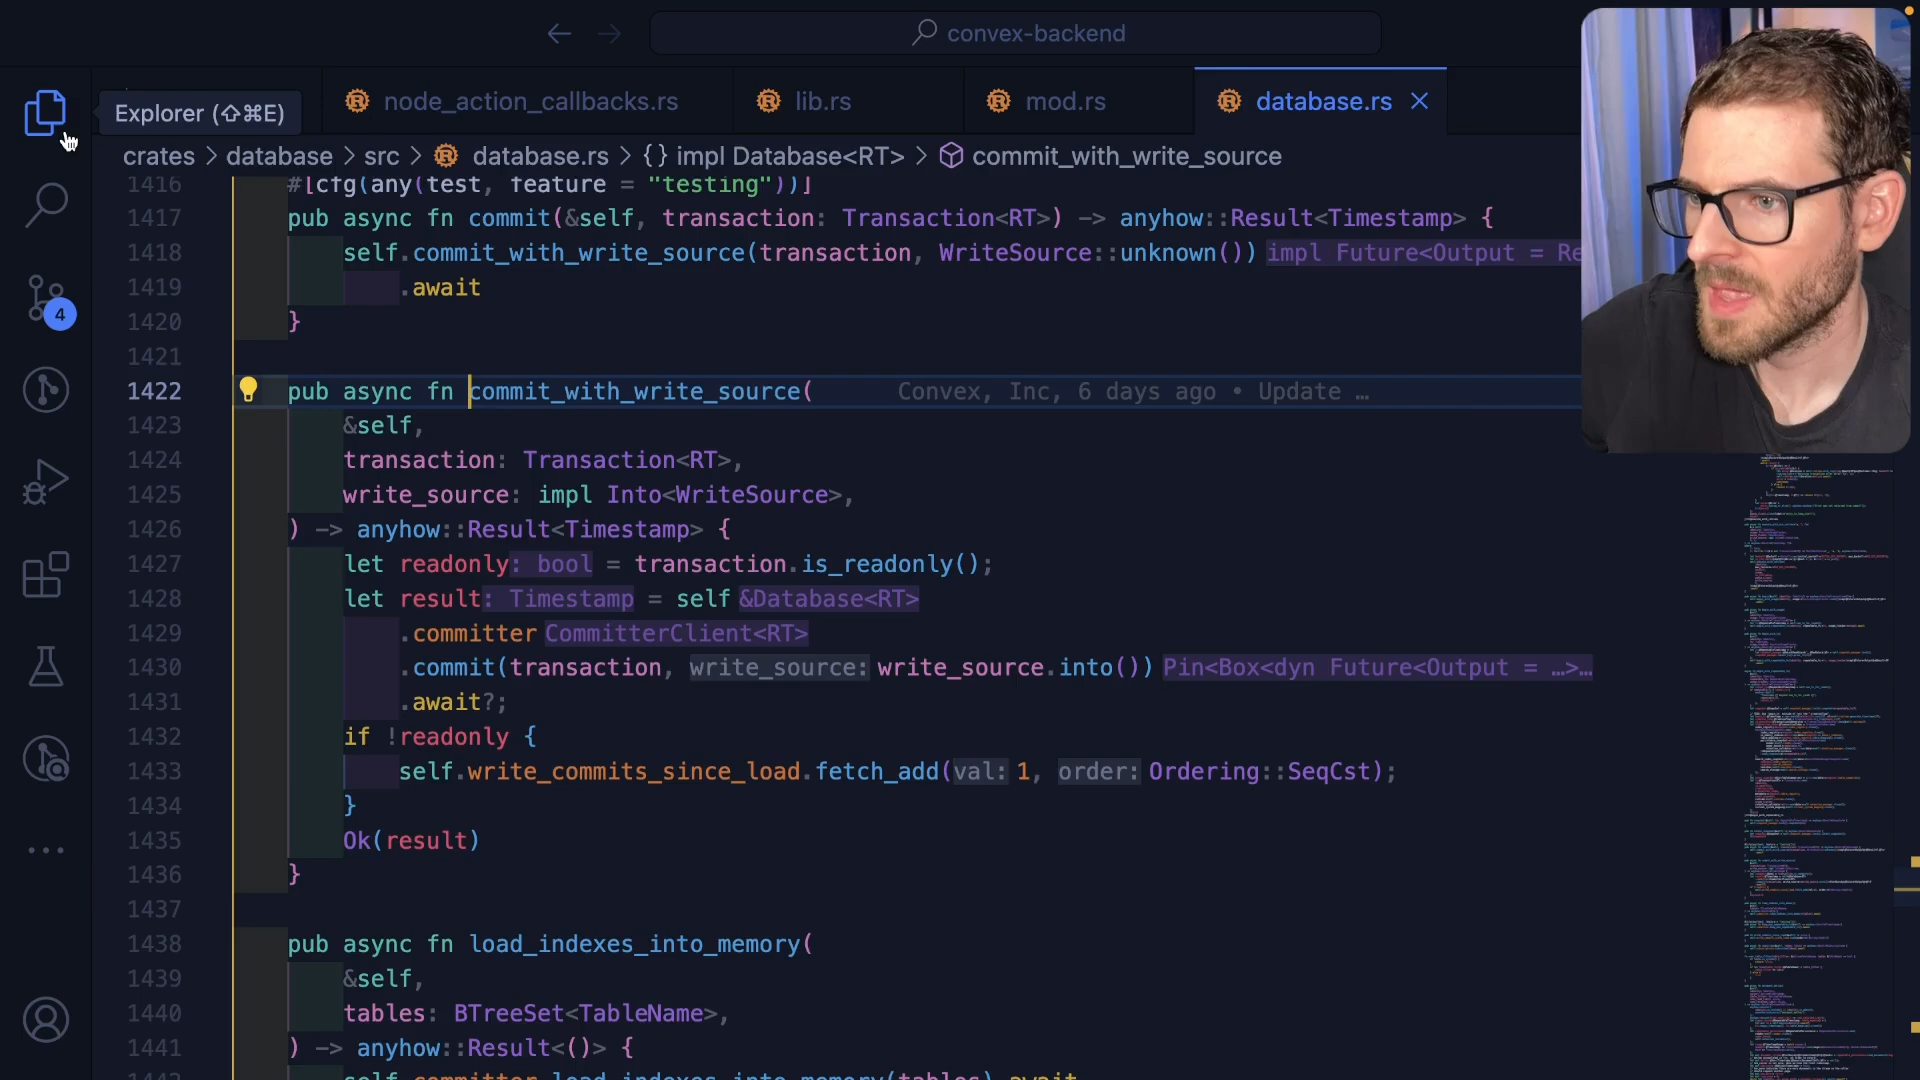 convex-backend
Explorer (⇧⌘E)
node_action_callbacks.rs
lib.rs
mod.rs
database.rs
crates > database > src > database.rs > {} impl Database<RT> > commit_with_write_source
1416 #[cfg(any(test, feature = "testing"))]
1417 pub async fn commit(&self, transaction: Transaction<RT>) -> anyhow::Result<Timestamp> {
1418 self.commit_with_write_source(transaction, WriteSource::unknown()) impl Future<Output = Re
1419 .await
1420 }
1421
1422 pub async fn commit_with_write_source( Convex, Inc, 6 days ago • Update …
1423 &self,
1424 transaction: Transaction<RT>,
1425 write_source: impl Into<WriteSource>,
1426 ) -> anyhow::Result<Timestamp> {
1427 let readonly: bool = transaction.is_readonly();
1428 let result: Timestamp = self &Database<RT>
1429 .committer CommitterClient<RT>
1430 .commit(transaction, write_source: write_source.into()) Pin<Box<dyn Future<Output = …>…
1431 .await?;
1432 if !readonly {
1433 self.write_commits_since_load.fetch_add(val: 1, order: Ordering::SeqCst);
1434 }
1435 Ok(result)
1436 }
1437
1438 pub async fn load_indexes_into_memory(
1439 &self,
1440 tables: BTreeSet<TableName>,
1441 ) -> anyhow::Result<()> {
4